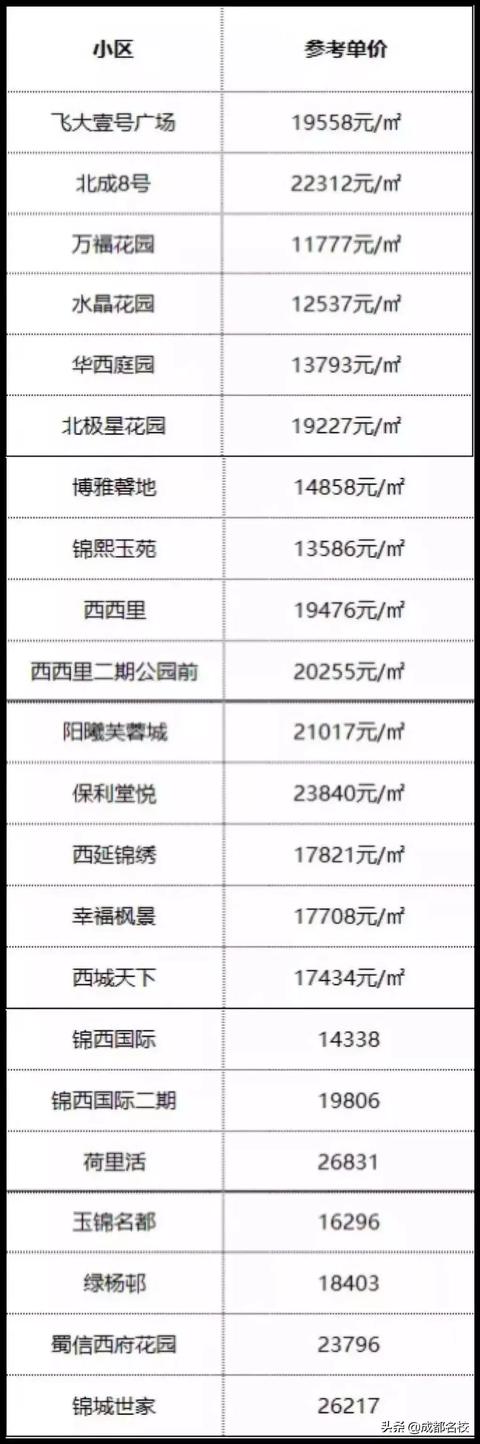 小区 参考单价
飞大壹号广场 19558元/㎡
北成8号 22312元/㎡
万福花园 11777元/㎡
水晶花园 12537元/㎡
华西庭园 13793元/㎡
北极星花园 19227元/㎡
博雅馨地 14858元/㎡
锦熙玉苑 13586元/㎡
西西里 19476元/㎡
西西里二期公园前 20255元/㎡
阳曦芙蓉城 21017元/㎡
保利堂悦 23840元/㎡
西延锦绣 17821元/㎡
幸福枫景 17708元/㎡
西城天下 17434元/㎡
锦西国际 14338
锦西国际二期 19806
荷里活 26831
玉锦名都 16296
绿杨邨 18403
蜀信西府花园 23796
锦城世家 26217
头条 @成都名校